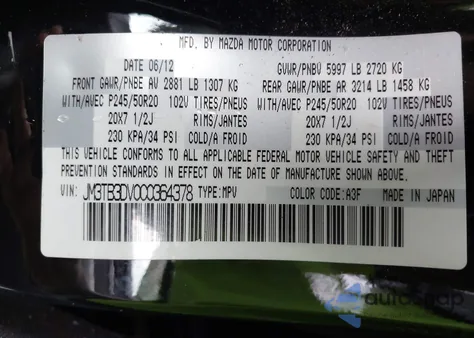 MFD. BY MAZDA MOTOR CORPORATION
DATE 06/12 GVWR/PNBV 5997 LB 2720 KG
FRONT GAWR/PNBE AV 2881 LB 1307 KG REAR GAWR/PNBE AR 3214 LB 1458 KG
WITH/AVEC P245/50R20 102V TIRES/PNEUS WITH/AVEC P245/50R20 102V TIRES/PNEUS
20X7 1/2J RIMS/JANTES 20X7 1/2J RIMS/JANTES
230 KPA/34 PSI COLD/A FROID 230 KPA/34 PSI COLD/A FROID
THIS VEHICLE CONFORMS TO ALL APPLICABLE FEDERAL MOTOR VEHICLE SAFETY AND THEFT
PREVENTION STANDARDS IN EFFECT ON THE DATE OF MANUFACTURE SHOWN ABOVE.
VIN: JM3TB3DV0C0364378 TYPE: MPV COLOR CODE: A3F MADE IN JAPAN
autosnap